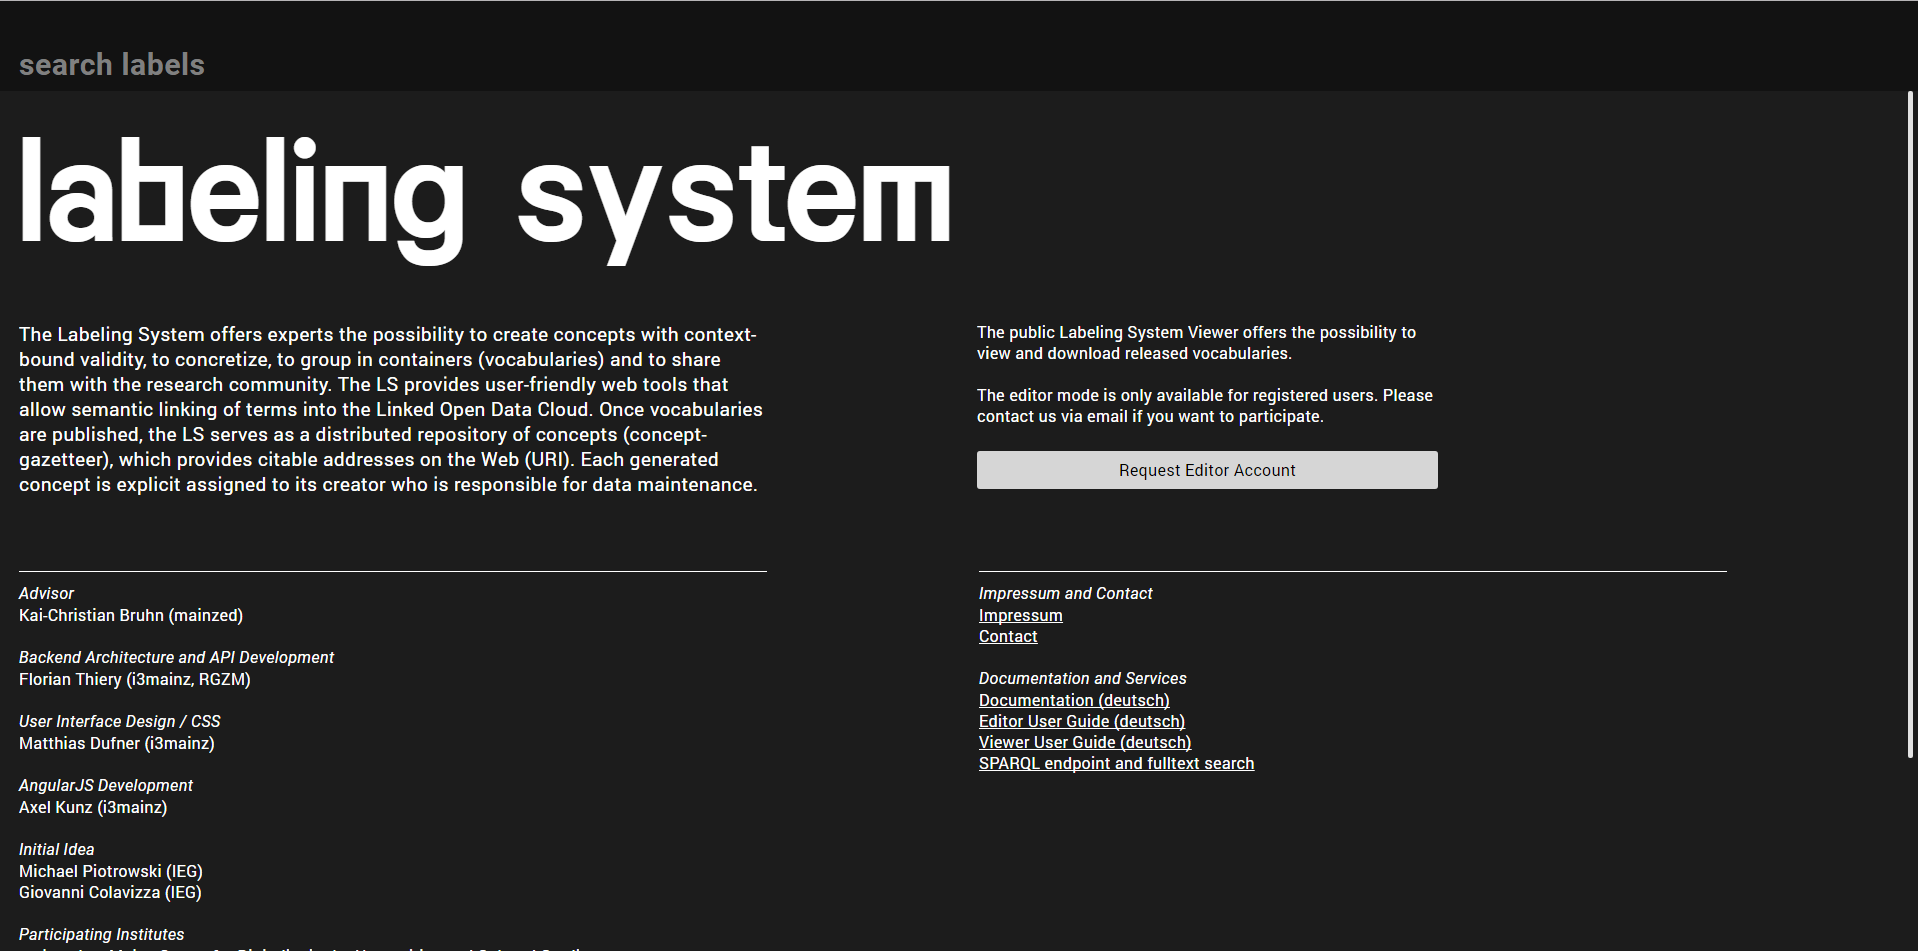 search labels
labeling system
The Labeling System offers experts the possibility to create concepts with context-
bound validity, to concretize, to group in containers (vocabularies) and to share
them with the research community. The LS provides user-friendly web tools that
allow semantic linking of terms into the Linked Open Data Cloud. Once vocabularies
are published, the LS serves as a distributed repository of concepts (concept-
gazetteer), which provides citable addresses on the Web (URI). Each generated
concept is explicit assigned to its creator who is responsible for data maintenance.
The public Labeling System Viewer offers the possibility to
view and download released vocabularies.
The editor mode is only available for registered users. Please
contact us via email if you want to participate.
Request Editor Account
Advisor
Kai-Christian Bruhn (mainzed)
Backend Architecture and API Development
Florian Thiery (i3mainz, RGZM)
User Interface Design / CSS
Matthias Dufner (i3mainz)
AngularJS Development
Axel Kunz (i3mainz)
Initial Idea
Michael Piotrowski (IEG)
Giovanni Colavizza (IEG)
Participating Institutes
Impressum and Contact
Impressum
Contact
Documentation and Services
Documentation (deutsch)
Editor User Guide (deutsch)
Viewer User Guide (deutsch)
SPARQL endpoint and fulltext search